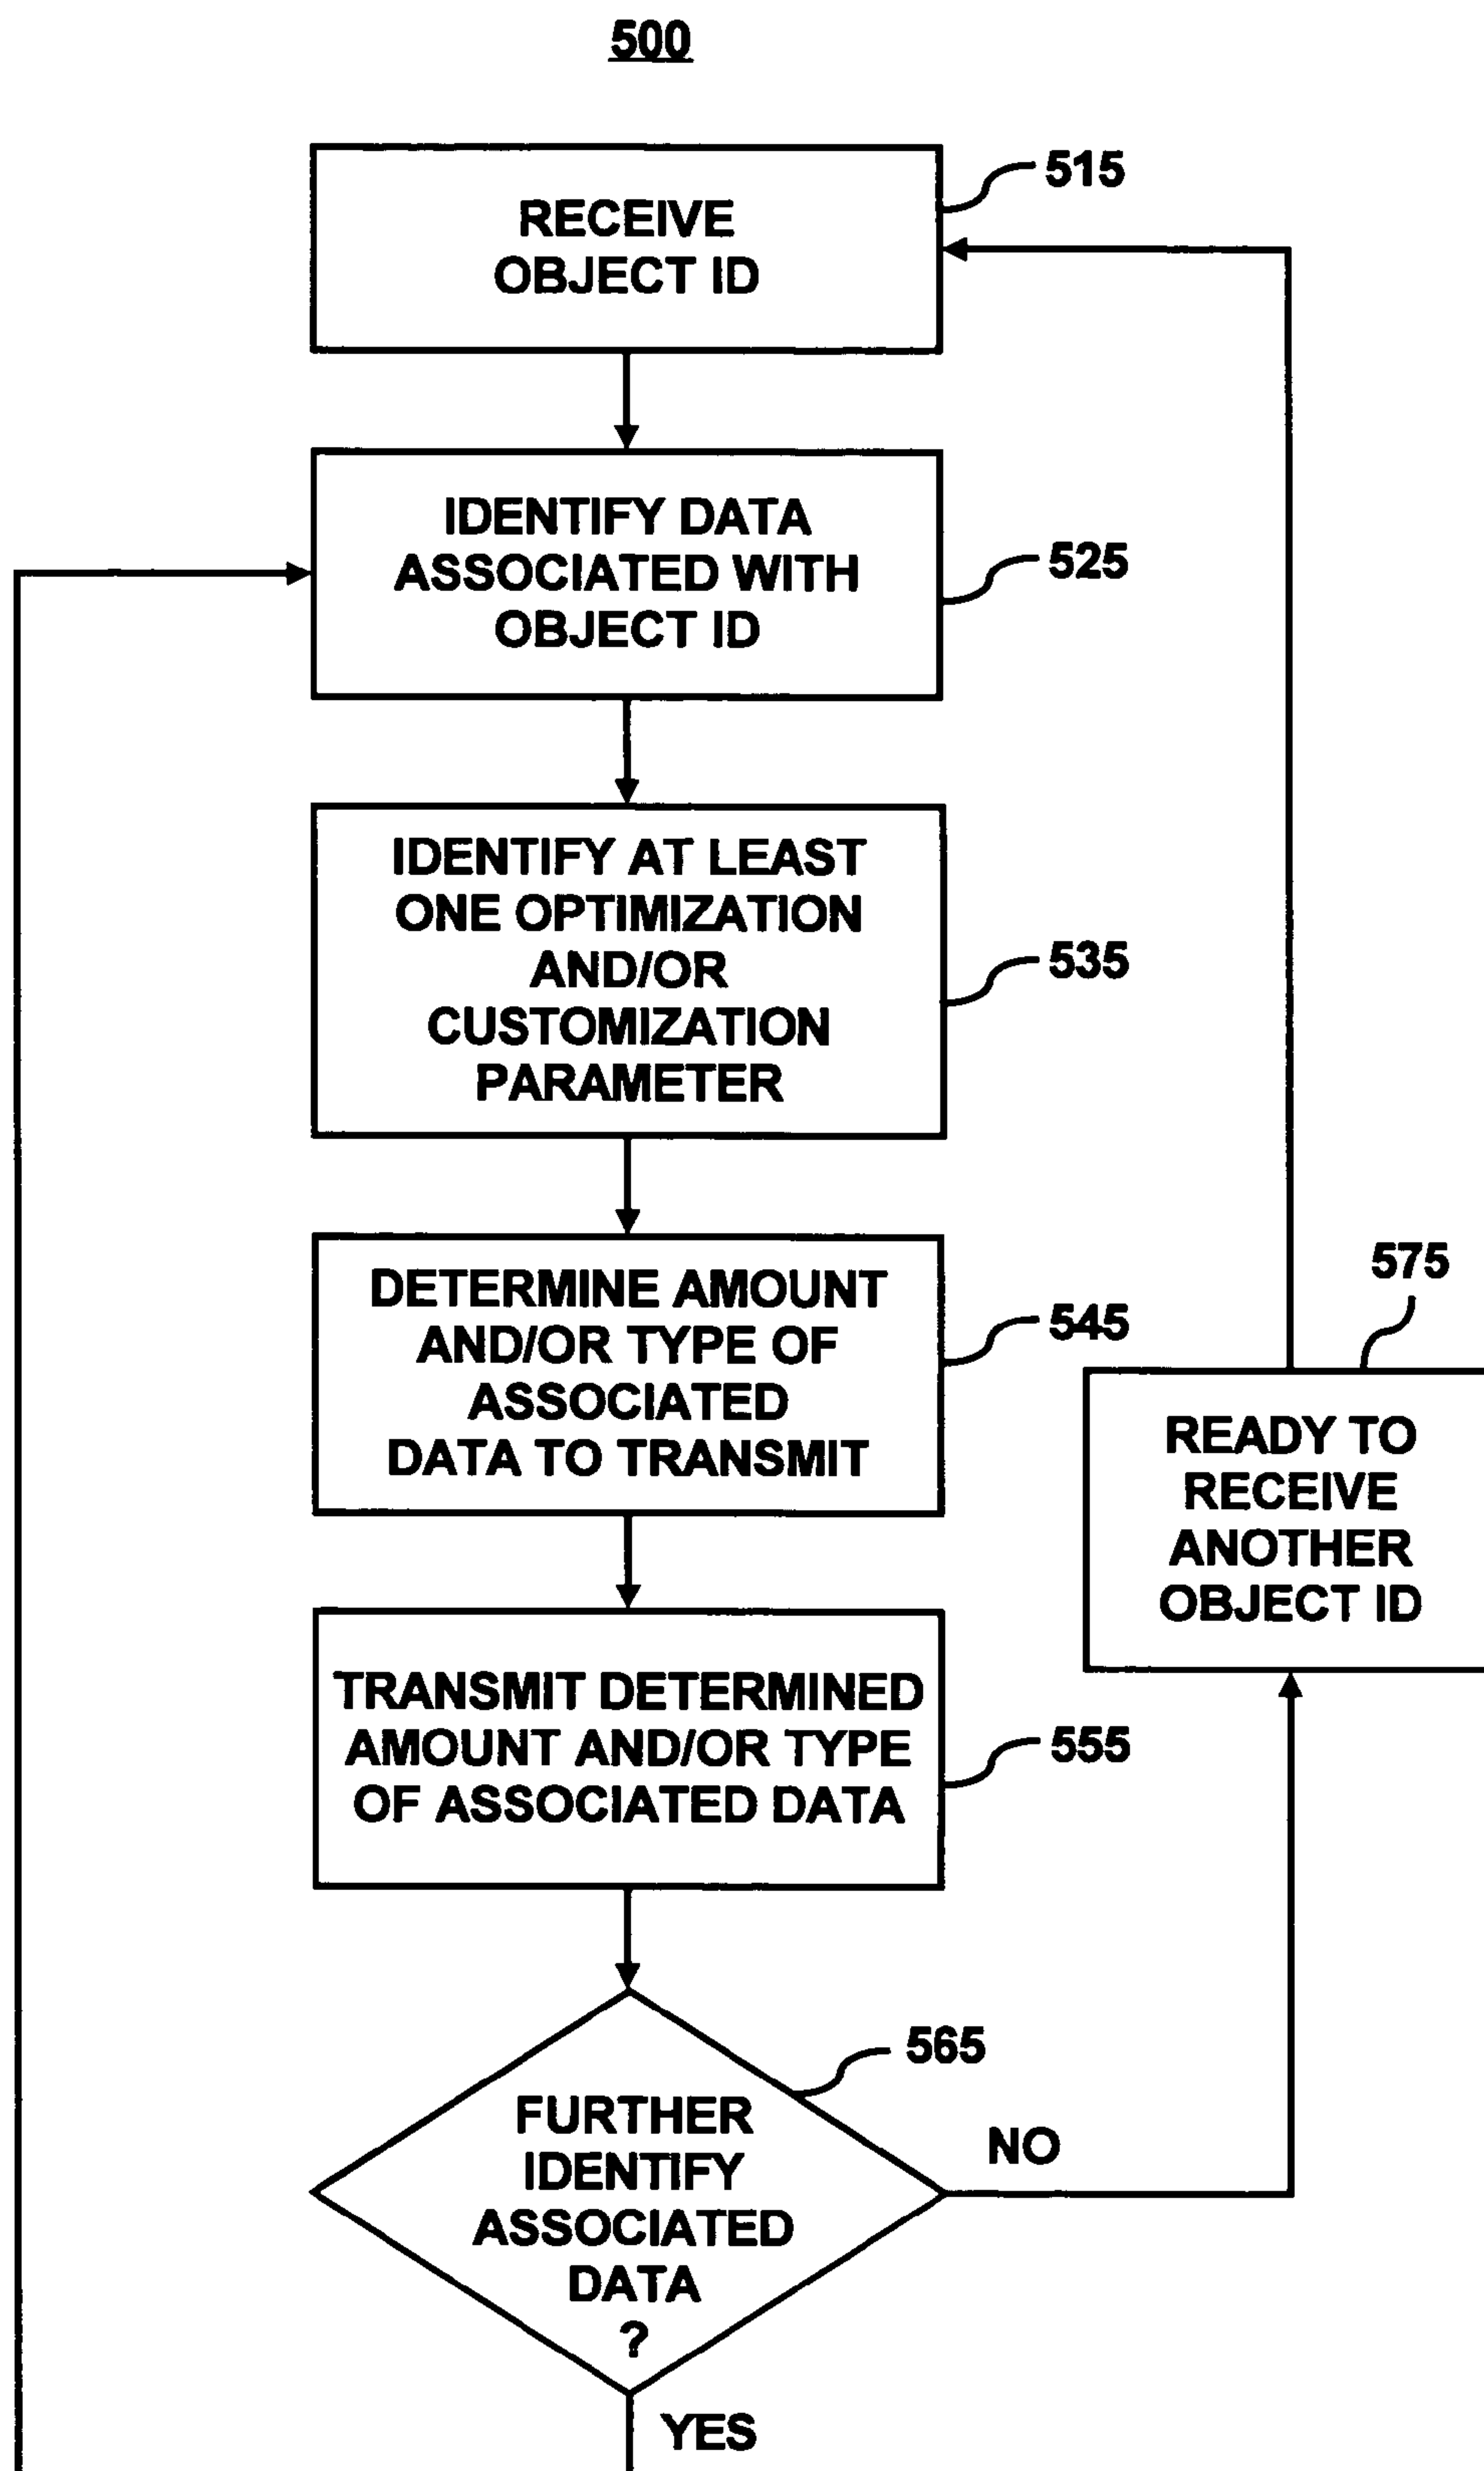 500
RECEIVE
OBJECT ID
515
IDENTIFY DATA
ASSOCIATED WITH
OBJECT ID
525
IDENTIFY AT LEAST
ONE OPTIMIZATION
AND/OR
CUSTOMIZATION
PARAMETER
535
DETERMINE AMOUNT
AND/OR TYPE OF
ASSOCIATED
DATA TO TRANSMIT
545
575
READY TO
RECEIVE
ANOTHER
OBJECT ID
TRANSMIT DETERMINED
AMOUNT AND/OR TYPE
OF ASSOCIATED DATA
555
565
FURTHER
IDENTIFY
ASSOCIATED
DATA
?
NO
YES